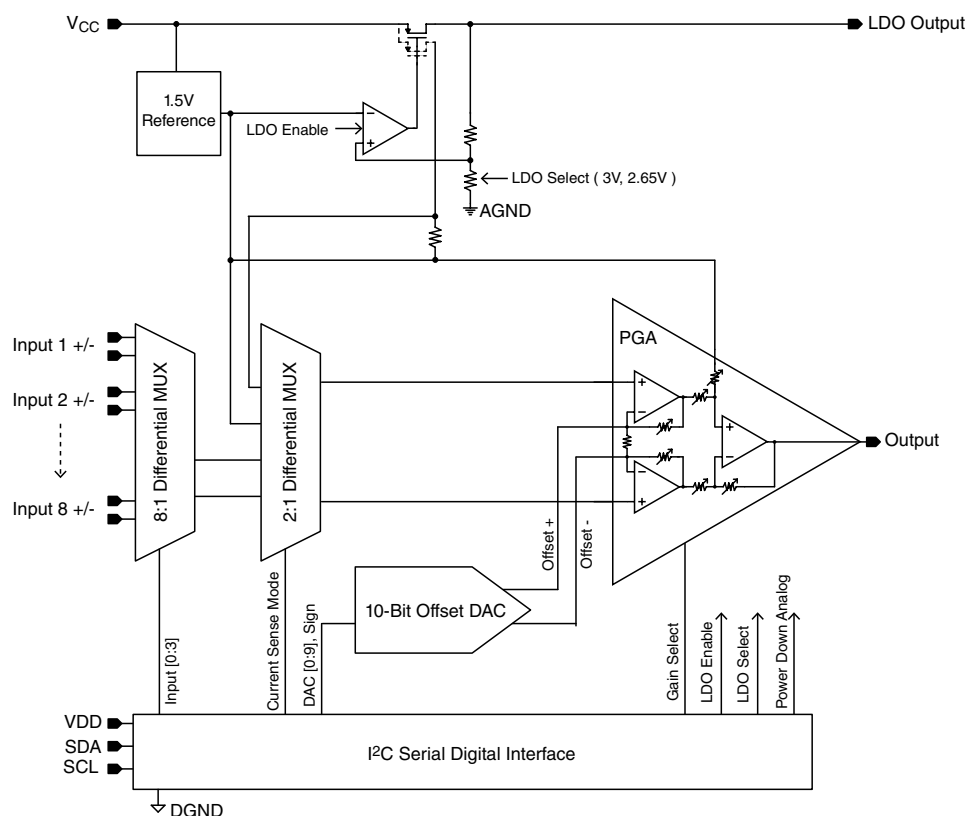 VCC
LDO Output
1.5V
Reference
LDO Enable
LDO Select ( 3V, 2.65V )
AGND
PGA
Input 1 +/-
Input 2 +/-
Input 8 +/-
8:1 Differential MUX
2:1 Differential MUX
Output
Offset +
Offset -
10-Bit Offset DAC
Input [0:3]
Current Sense Mode
DAC [0:9], Sign
Gain Select
LDO Enable
LDO Select
Power Down Analog
VDD
SDA
SCL
I²C Serial Digital Interface
DGND